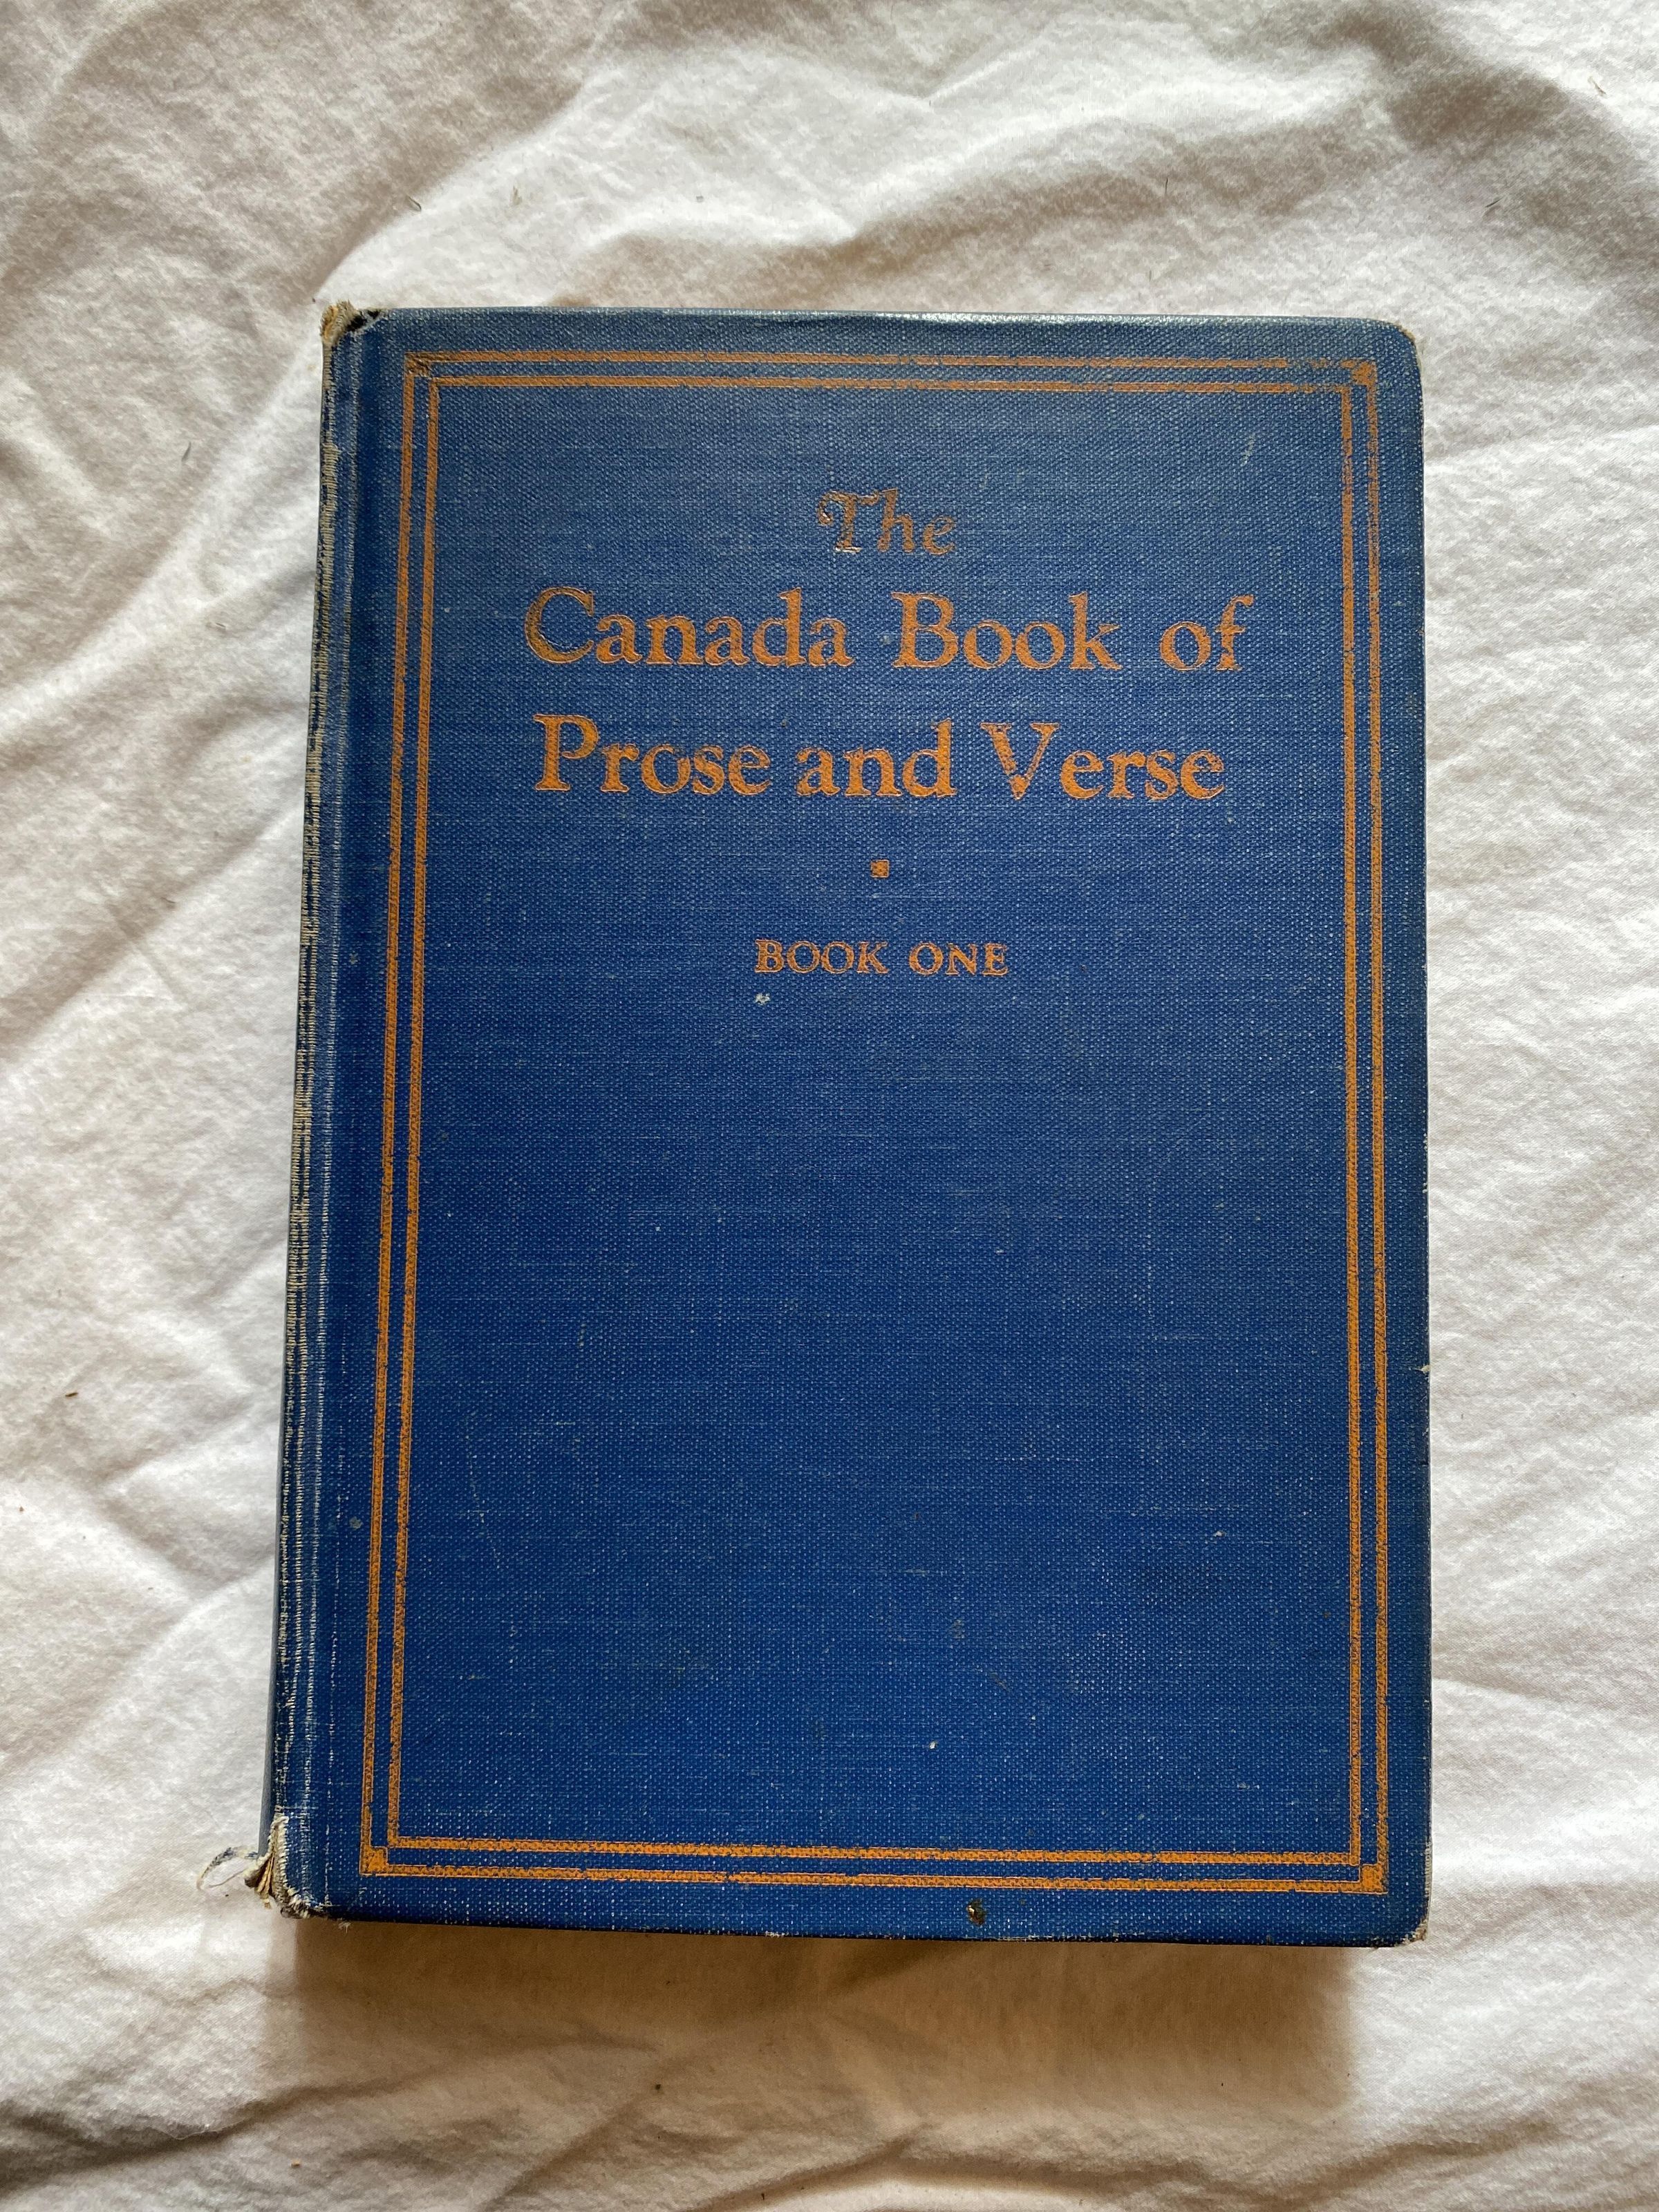 The
Canada Book of
Prose and Verse
BOOK ONE